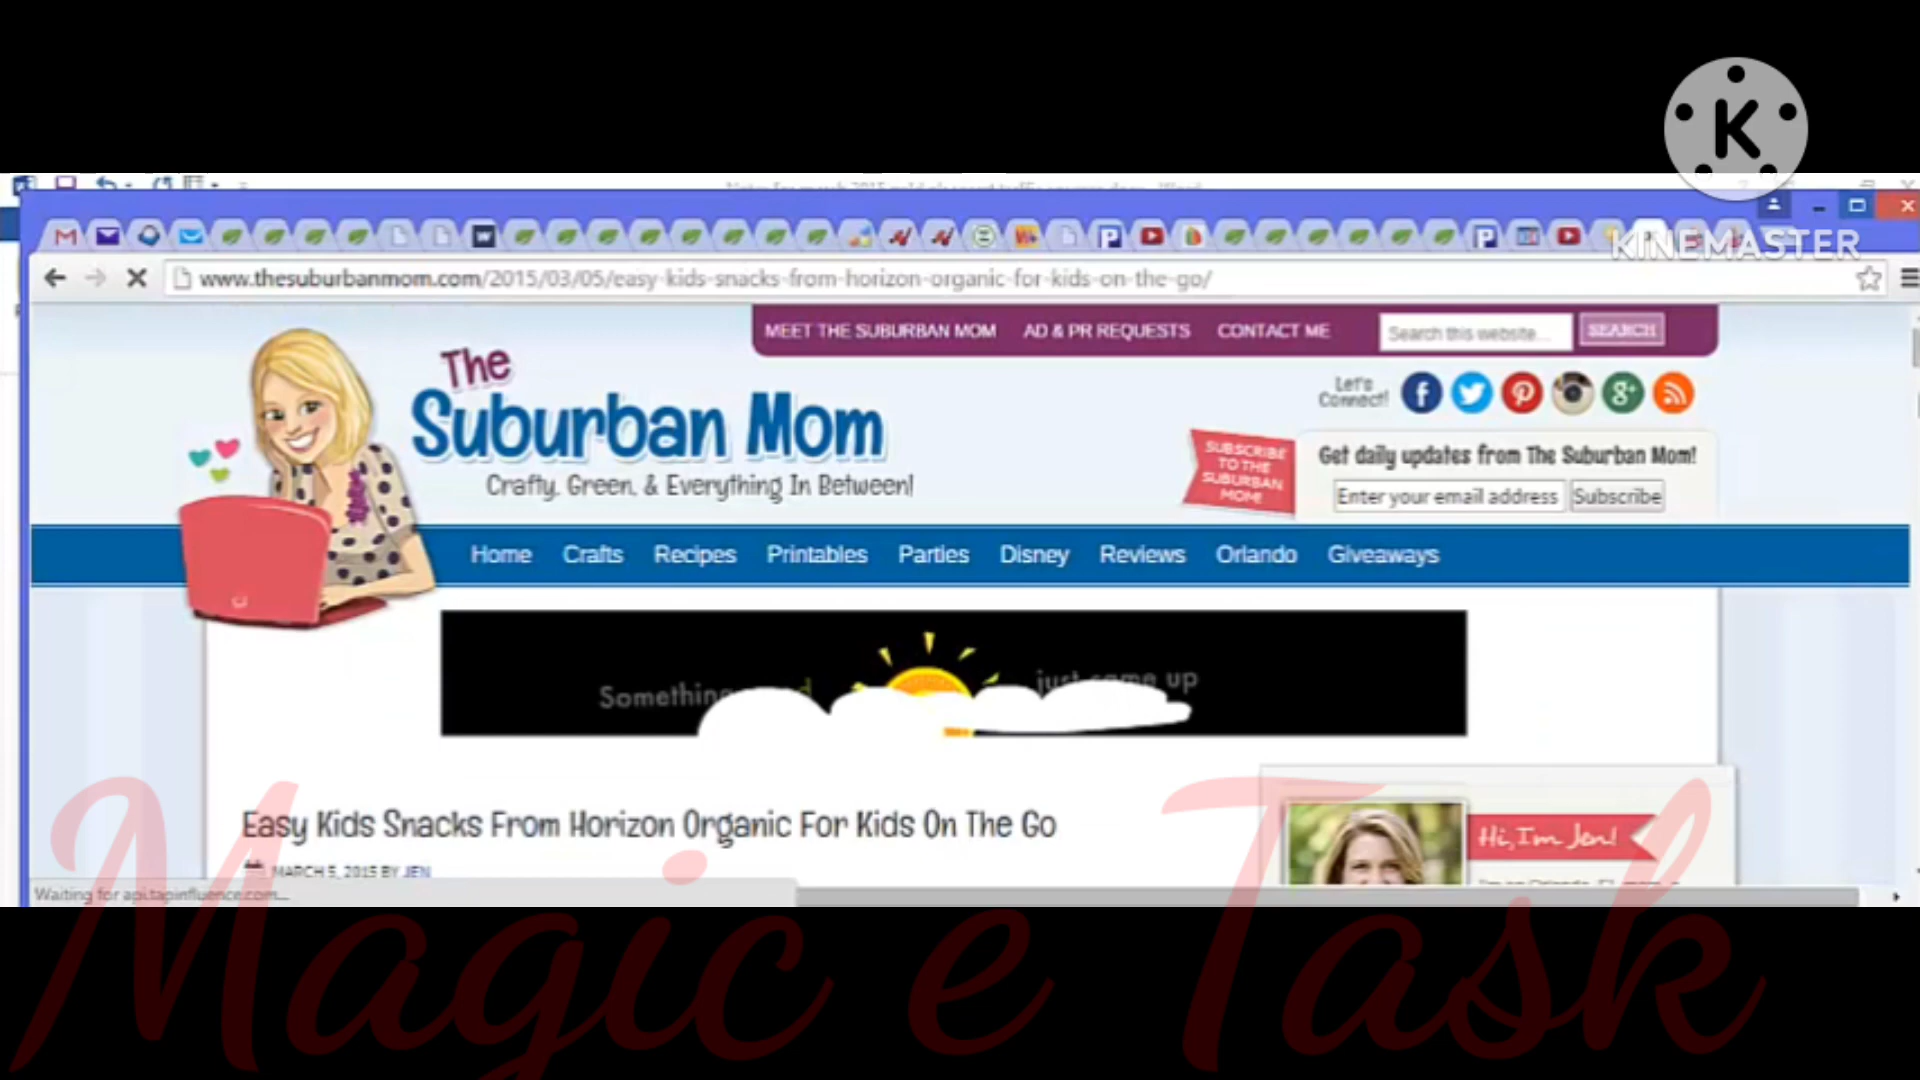 KINEMASTER
www.thesuburbanmom.com/2015/03/05/easy-kids-snacks-from-horizon-organic-for-kids-on-the-go/
MEET THE SUBURBAN MOM AD & PR REQUESTS CONTACT ME Search this website... SEARCH
The
Suburban Mom
Crafty, Green, & Everything In Between!
Let's
Connect!
SUBSCRIBE
TO THE
SUBURBAN
MOM!
Get daily updates from The Suburban Mom!
Enter your email address Subscribe
Home Crafts Recipes Printables Parties Disney Reviews Orlando Giveaways
Something just came up
Easy Kids Snacks From Horizon Organic For Kids On The Go
MARCH 5, 2015 BY JEN
Hi, I'm Jen!
Waiting for api.tapinfluence.com...
Magic e Task